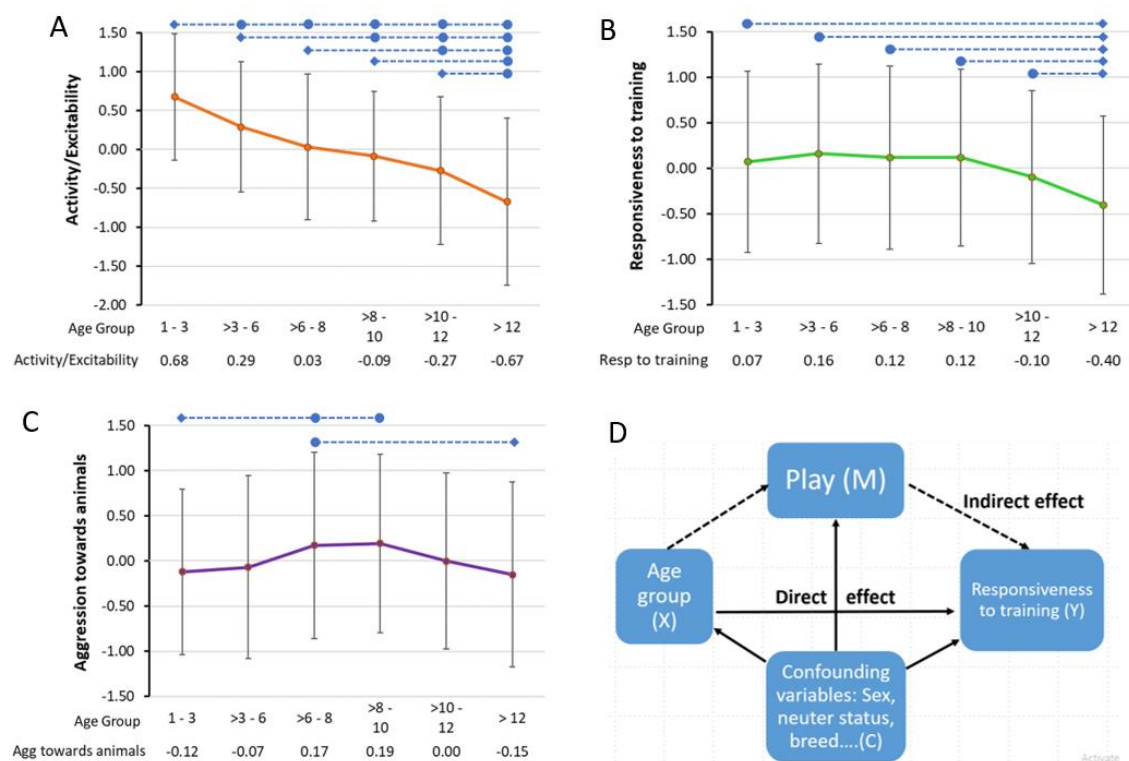 A
1.50
1.00
0.50
0.00
-0.50
-1.00
-1.50
-2.00
Activity/Excitability
Age Group 1 - 3 >3 - 6 >6 - 8 >8 - 10 >10 - 12 > 12
Activity/Excitability 0.68 0.29 0.03 -0.09 -0.27 -0.67
B
1.50
1.00
0.50
0.00
-0.50
-1.00
-1.50
Responsiveness to training
Age Group 1 - 3 >3 - 6 >6 - 8 >8 - 10 >10 - 12 > 12
Resp to training 0.07 0.16 0.12 0.12 -0.10 -0.40
C
1.50
1.00
0.50
0.00
-0.50
-1.00
-1.50
Aggression towards animals
Age Group 1 - 3 >3 - 6 >6 - 8 >8 - 10 >10 - 12 > 12
Agg towards animals -0.12 -0.07 0.17 0.19 0.00 -0.15
D
Play (M)
Indirect effect
Age
group
(X)
Direct effect
Responsiveness
to training (Y)
Confounding
variables: Sex,
neuter status,
breed....(C)
Activate